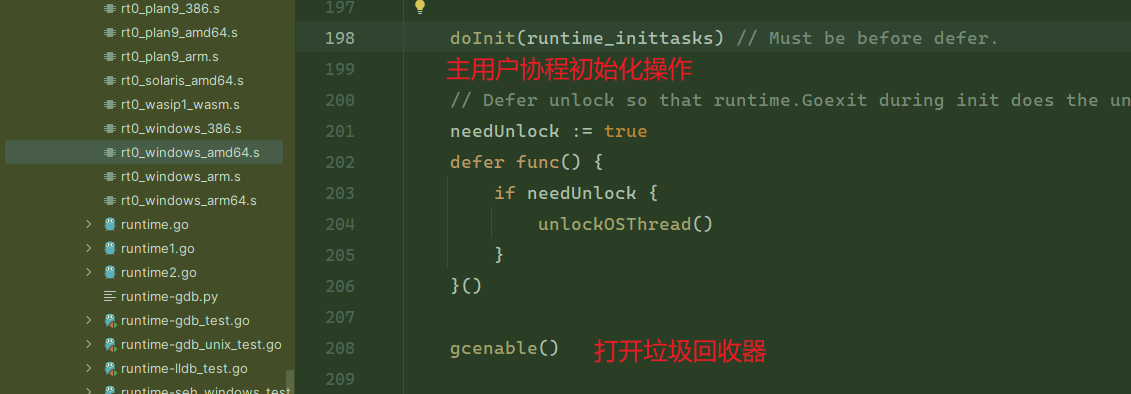 rt0_plan9_386.s
rt0_plan9_amd64.s
rt0_plan9_arm.s
rt0_solaris_amd64.s
rt0_wasip1_wasm.s
rt0_windows_386.s
rt0_windows_amd64.s
rt0_windows_arm.s
rt0_windows_arm64.s
runtime.go
runtime1.go
runtime2.go
runtime-gdb.py
runtime-gdb_test.go
runtime-gdb_unix_test.go
runtime-lldb_test.go
runtime-seh_windows_test
197
198 doInit(runtime_inittasks) // Must be before defer.
199 主用户协程初始化操作
200 // Defer unlock so that runtime.Goexit during init does the un
201 needUnlock := true
202 defer func() {
203 if needUnlock {
204 unlockOSThread()
205 }
206 }()
207
208 gcenable() 打开垃圾回收器
209